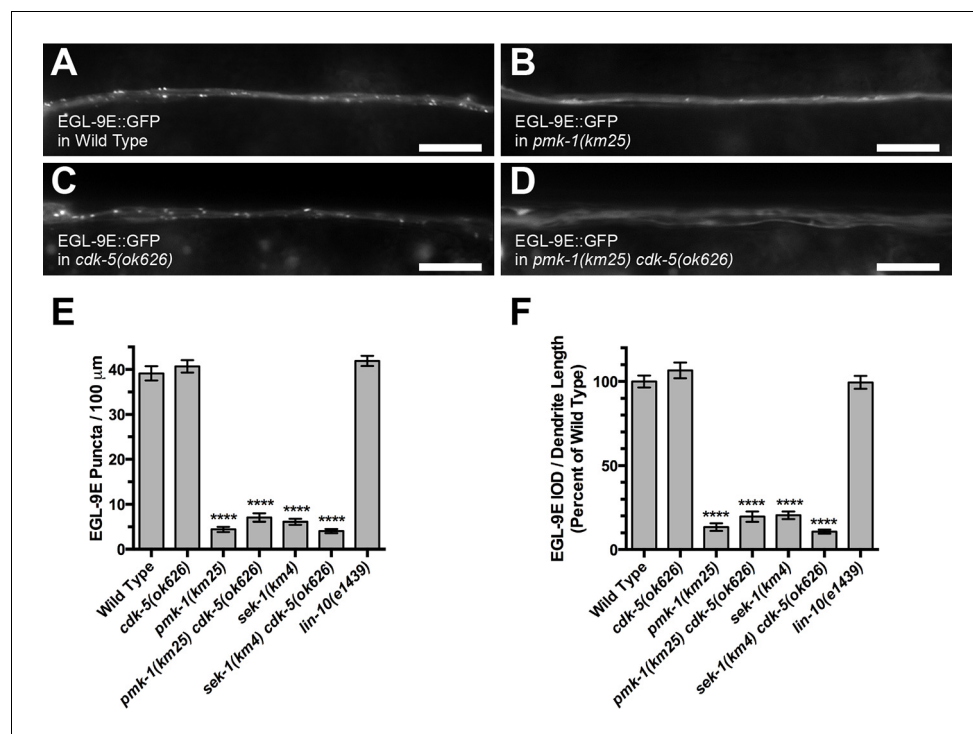 A
EGL-9E::GFP
in Wild Type
B
EGL-9E::GFP
in pmk-1(km25)
C
EGL-9E::GFP
in cdk-5(ok626)
D
EGL-9E::GFP
in pmk-1(km25) cdk-5(ok626)
E
EGL-9E Puncta / 100 μm
40
30
20
10
5
0
****
****
****
****
Wild Type
cdk-5(ok626)
pmk-1(km25)
pmk-1(km25) cdk-5(ok626)
sek-1(km4)
sek-1(km4) cdk-5(ok626)
lin-10(e1439)
F
EGL-9E IOD / Dendrite Length
(Percent of Wild Type)
100
50
0
****
****
****
****
Wild Type
cdk-5(ok626)
pmk-1(km25)
pmk-1(km25) cdk-5(ok626)
sek-1(km4)
sek-1(km4) cdk-5(ok626)
lin-10(e1439)